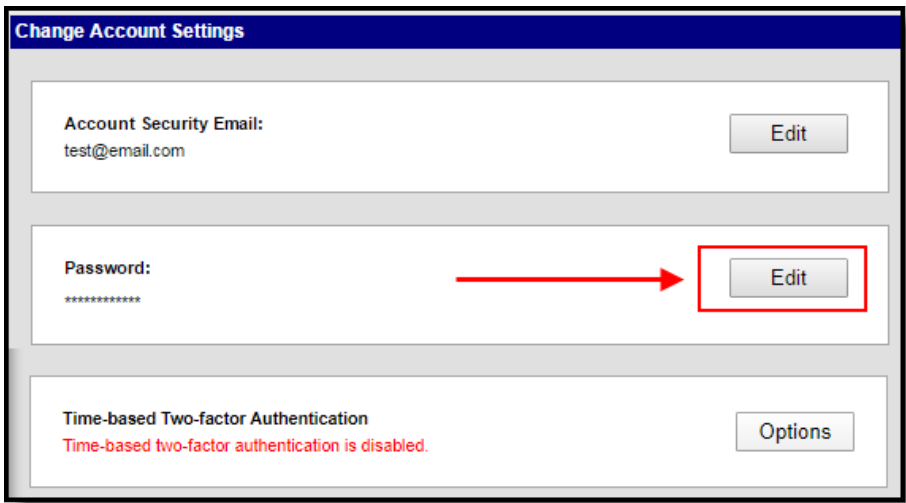 Change Account Settings
Account Security Email:
test@email.com
Edit
Password:
************
Edit
Time-based Two-factor Authentication
Time-based two-factor authentication is disabled.
Options